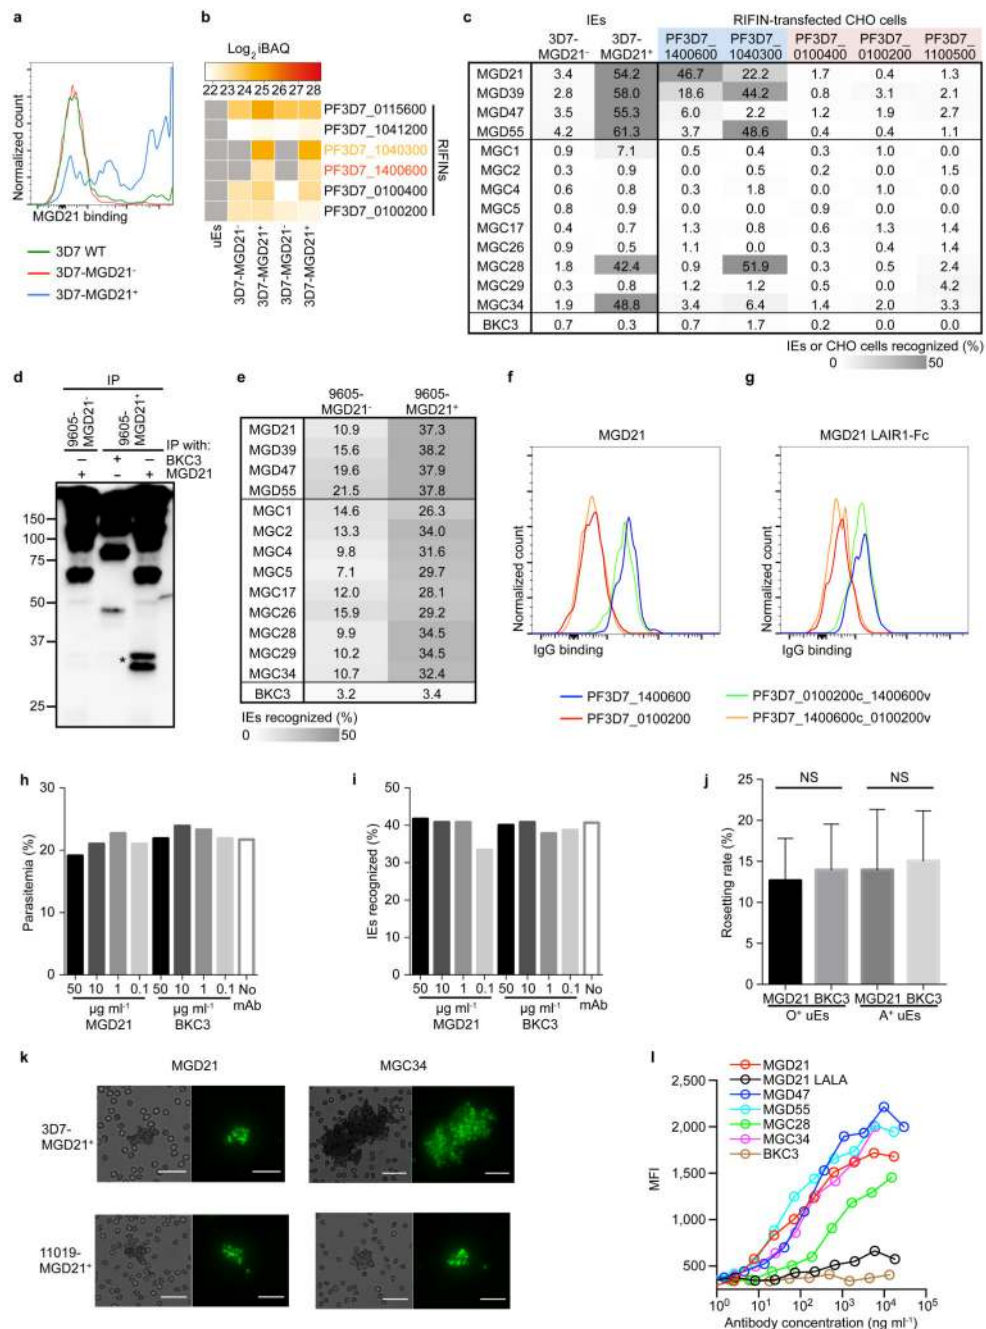 a
Normalized count
MGD21 binding
3D7 WT
3D7-MGD21-
3D7-MGD21+
b
Log2 iBAQ
22 23 24 25 26 27 28
PF3D7_0115600
PF3D7_1041200
PF3D7_1040300
PF3D7_1400600
PF3D7_0100400
PF3D7_0100200
RIFINs
uEs
3D7-MGD21-
3D7-MGD21+
3D7-MGD21-
3D7-MGD21+
c
IEs RIFIN-transfected CHO cells
3D7-MGD21- 3D7-MGD21+ PF3D7_1400600 PF3D7_1040300 PF3D7_0100400 PF3D7_0100200 PF3D7_1100500
MGD21 3.4 54.2 46.7 22.2 1.7 0.4 1.3
MGD39 2.8 58.0 18.6 44.2 0.8 3.1 2.1
MGD47 3.5 55.3 6.0 2.2 1.2 1.9 2.7
MGD55 4.2 61.3 3.7 48.6 0.4 0.4 1.1
MGC1 0.9 7.1 0.5 0.4 0.3 1.0 0.0
MGC2 0.3 0.9 0.0 0.5 0.2 0.0 1.5
MGC4 0.6 0.8 0.3 1.8 0.0 1.0 0.0
MGC5 0.8 0.9 0.0 0.0 0.9 0.0 0.0
MGC17 0.4 0.7 1.3 0.8 0.6 1.3 1.4
MGC26 0.9 0.5 1.1 0.0 0.3 0.4 1.4
MGC28 1.8 42.4 0.9 51.9 0.3 0.5 2.4
MGC29 0.3 0.8 1.2 1.2 0.5 0.0 4.2
MGC34 1.9 48.8 3.4 6.4 1.4 2.0 3.3
BKC3 0.7 0.3 0.7 1.7 0.2 0.0 0.0
IEs or CHO cells recognized (%)
0 50
d
IP
9605-MGD21-
9605-MGD21+
IP with:
– + – BKC3
+ – + MGD21
150
100
75
50
37
*
25
e
9605-MGD21- 9605-MGD21+
MGD21 10.9 37.3
MGD39 15.6 38.2
MGD47 19.6 37.9
MGD55 21.5 37.8
MGC1 14.6 26.3
MGC2 13.3 34.0
MGC4 9.8 31.6
MGC5 7.1 29.7
MGC17 12.0 28.1
MGC26 15.9 29.2
MGC28 9.9 34.5
MGC29 10.2 34.5
MGC34 10.7 32.4
BKC3 3.2 3.4
IEs recognized (%)
0 50
f
MGD21
Normalized count
IgG binding
g
MGD21 LAIR1-Fc
Normalized count
IgG binding
PF3D7_1400600
PF3D7_0100200
PF3D7_0100200c_1400600v
PF3D7_1400600c_0100200v
h
Parasitemia (%)
30
20
10
0
50 10 1 0.1 50 10 1 0.1 No mAb
µg ml-1 MGD21
µg ml-1 BKC3
i
IEs recognized (%)
50
40
30
20
10
0
50 10 1 0.1 50 10 1 0.1 No mAb
µg ml-1 MGD21
µg ml-1 BKC3
j
NS NS
Rosetting rate (%)
25
20
15
10
5
0
MGD21 BKC3 MGD21 BKC3
O+ uEs A+ uEs
k
MGD21 MGC34
3D7-MGD21+
11019-MGD21+
l
MGD21
MGD21 LALA
MGD47
MGD55
MGC28
MGC34
BKC3
MFI
2,500
2,000
1,500
1,000
500
10^0 10^1 10^2 10^3 10^4 10^5
Antibody concentration (ng ml-1)